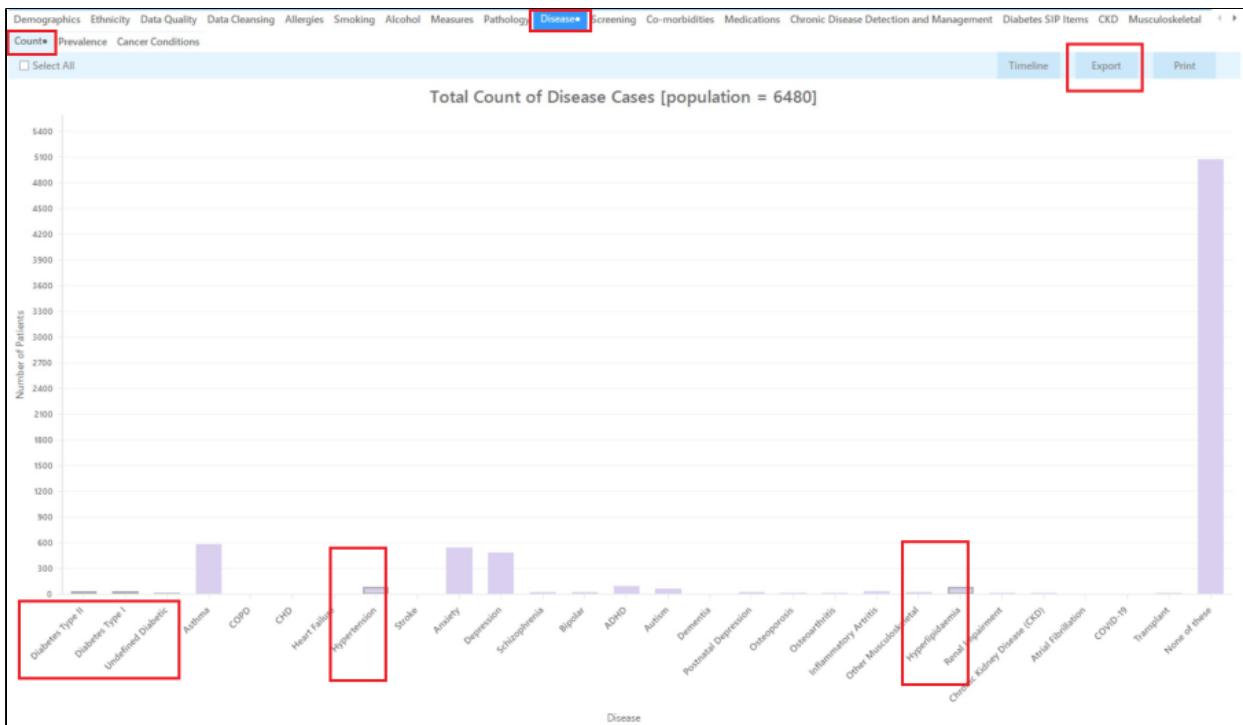 Demographics Ethnicity Data Quality Data Cleansing Allergies Smoking Alcohol Measures Pathology Disease• Screening Co-morbidities Medications Chronic Disease Detection and Management Diabetes SIP Items CKD Musculoskeletal
Count• Prevalence Cancer Conditions
Select All
Timeline Export Print
Total Count of Disease Cases [population = 6480]
Number of Patients
5400
5100
4800
4500
4200
3900
3600
3300
3000
2700
2400
2100
1800
1500
1200
900
600
300
0
Diabetes Type II
Diabetes Type I
Undefined Diabetic
Asthma
COPD
CHD
Heart Failure
Hypertension
Stroke
Anxiety
Depression
Schizophrenia
Bipolar
ADHD
Autism
Dementia
Postnatal Depression
Osteoporosis
Osteoarthritis
Inflammatory Artritis
Other Musculoskeletal
Hyperlipidaemia
Renal Impairment
Chronic Kidney Disease (CKD)
Atrial Fibrillation
COVID-19
Transplant
None of these
Disease